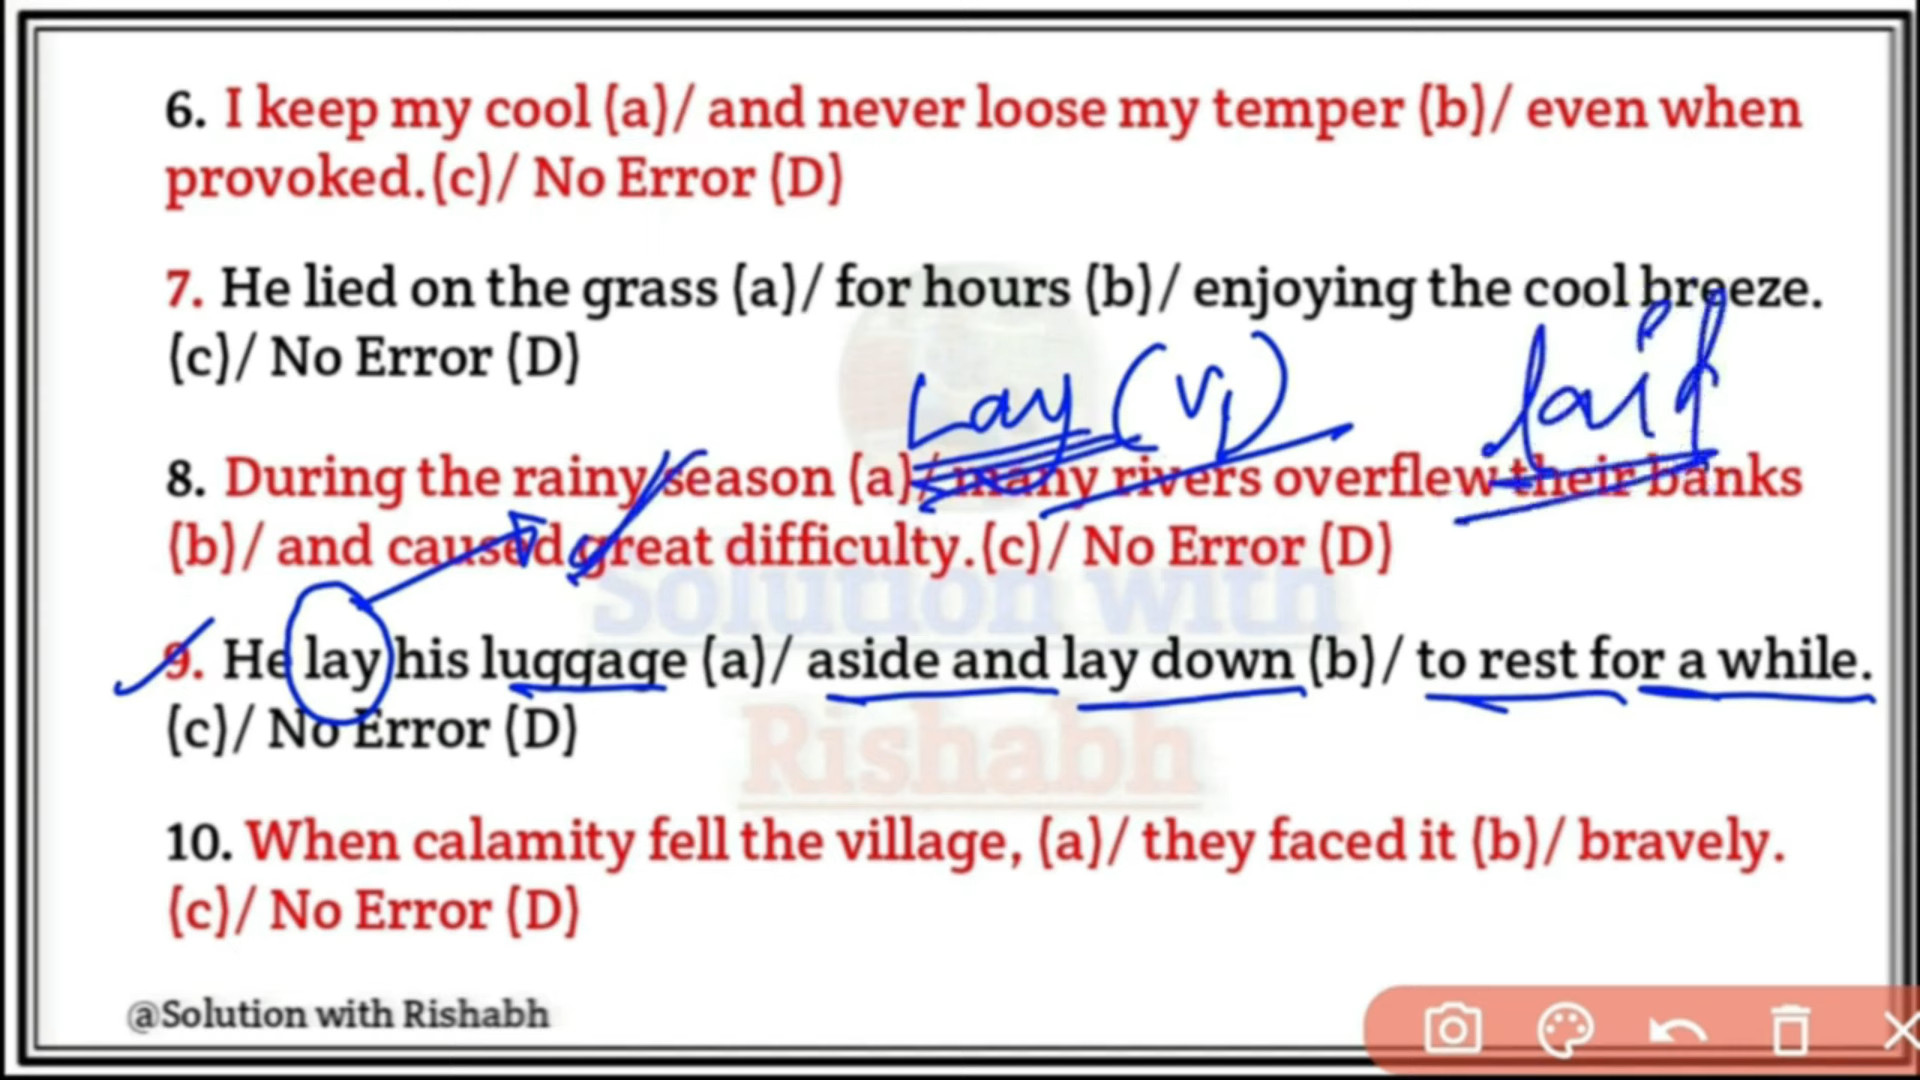 6. I keep my cool (a)/ and never loose my temper (b)/ even when
provoked.(c)/ No Error (D)
7. He lied on the grass (a)/ for hours (b)/ enjoying the cool breeze.
(c)/ No Error (D)
Lay (V1) laid
8. During the rainy season (a)/ many rivers overflew their banks
(b)/ and caused great difficulty.(c)/ No Error (D)
Solution with
9. He lay his luggage (a)/ aside and lay down (b)/ to rest for a while.
(c)/ No Error (D)
Rishabh
10. When calamity fell the village, (a)/ they faced it (b)/ bravely.
(c)/ No Error (D)
@Solution with Rishabh